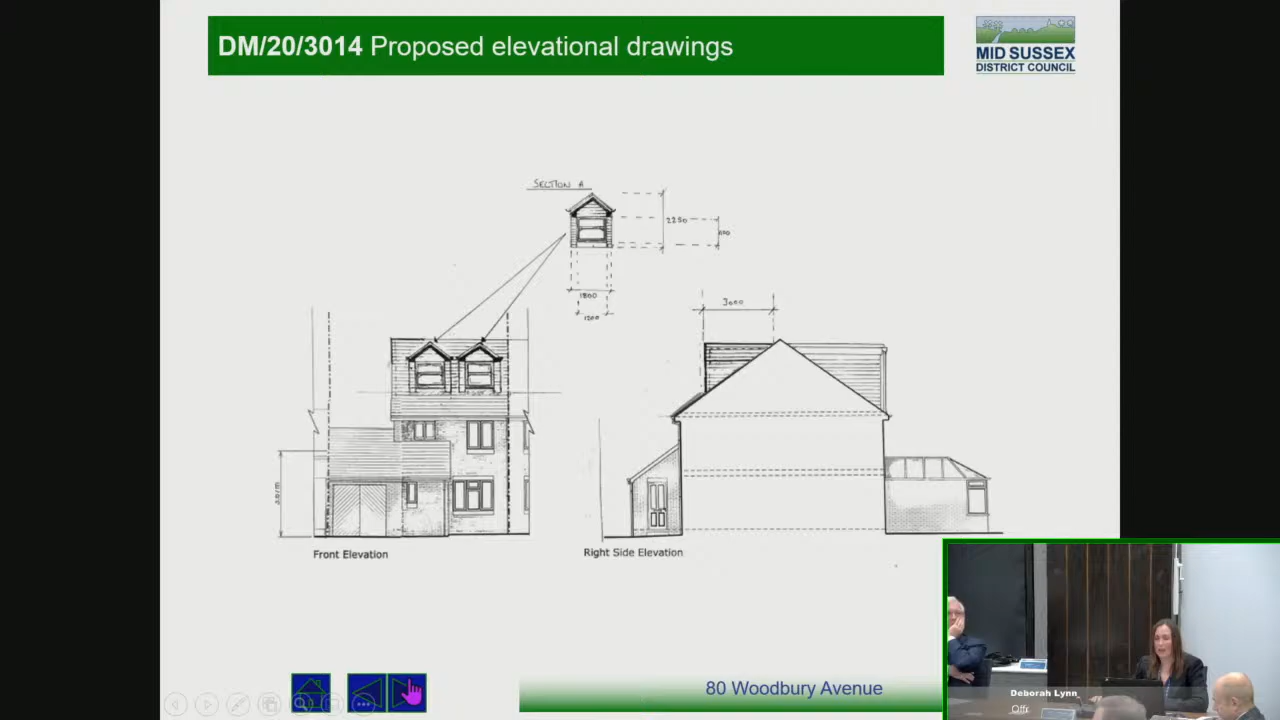 DM/20/3014 Proposed elevational drawings
MID SUSSEX
DISTRICT COUNCIL
SECTION A
2250
1800
1200
3000
Front Elevation
Right Side Elevation
80 Woodbury Avenue
Deborah Lynn